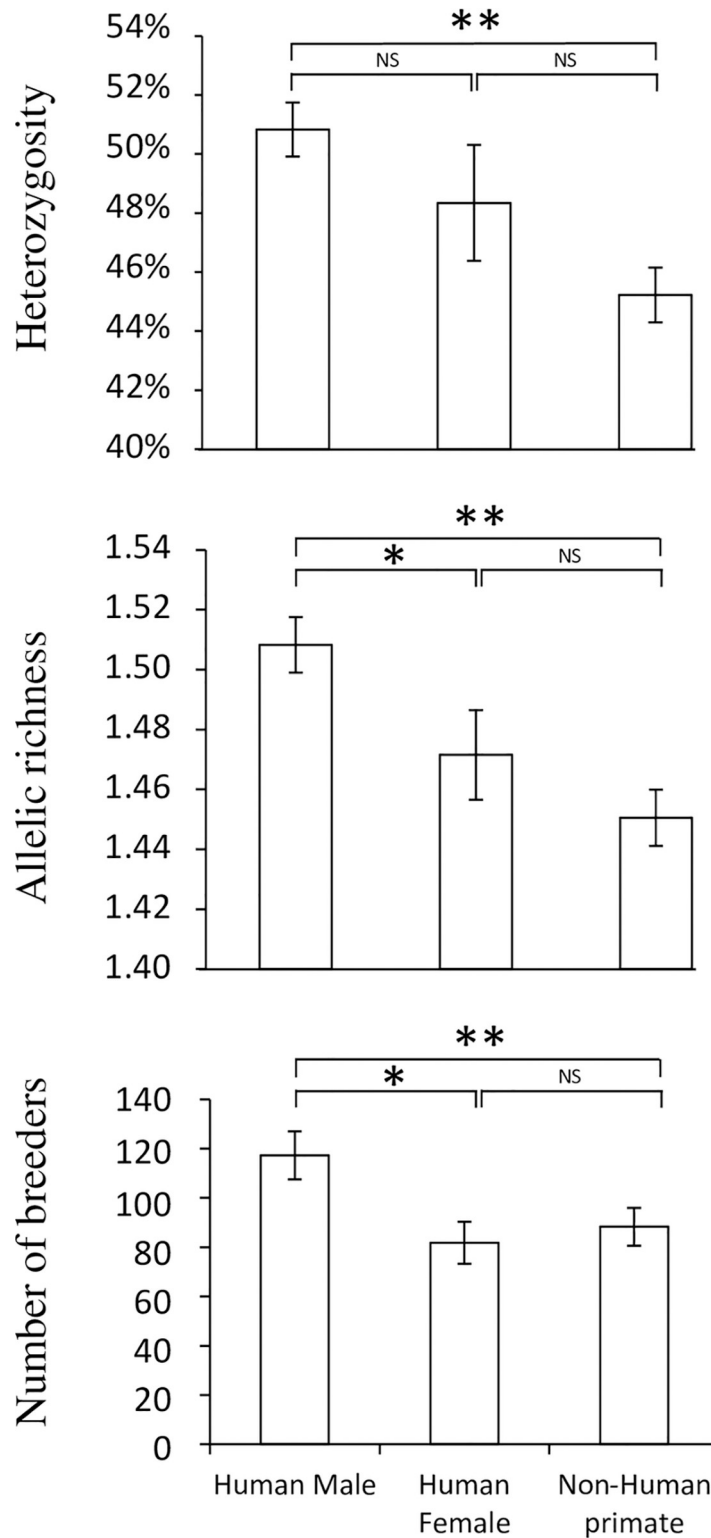 Heterozygosity
**
NS
NS
54%
52%
50%
48%
46%
44%
42%
40%
Allelic richness
**
*
NS
1.54
1.52
1.50
1.48
1.46
1.44
1.42
1.40
Number of breeders
**
*
NS
140
120
100
80
60
40
20
0
Human Male
Human
Female
Non-Human
primate